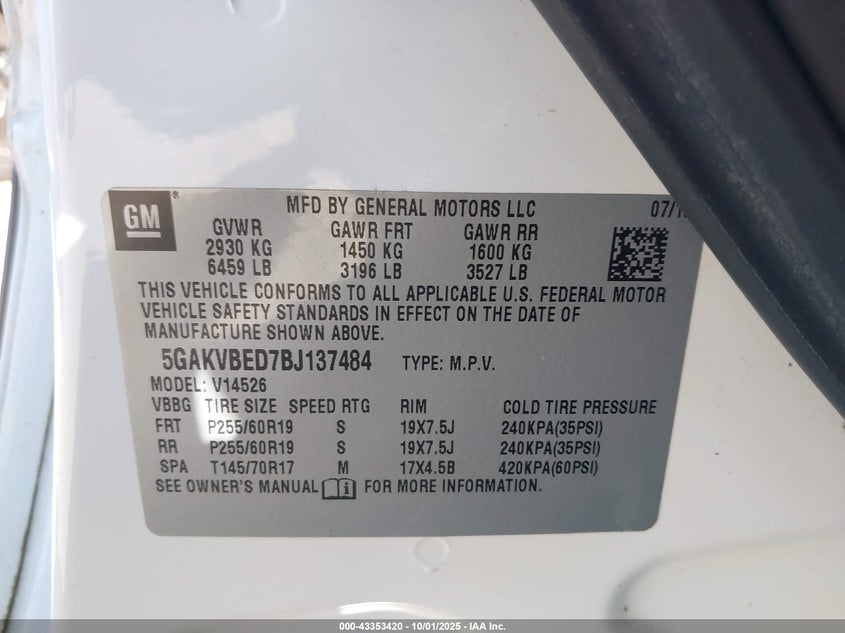 GM ® MFD BY GENERAL MOTORS LLC
GVWR GAWR FRT GAWR RR
2930 KG 1450 KG 1600 KG
6459 LB 3196 LB 3527 LB
THIS VEHICLE CONFORMS TO ALL APPLICABLE U.S. FEDERAL MOTOR
VEHICLE SAFETY STANDARDS IN EFFECT ON THE DATE OF
MANUFACTURE SHOWN ABOVE.
5GAKVBED7BJ137484 TYPE: M.P.V.
MODEL: V14526
VBBG TIRE SIZE SPEED RTG RIM COLD TIRE PRESSURE
FRT P255/60R19 S 19X7.5J 240KPA(35PSI)
RR P255/60R19 S 19X7.5J 240KPA(35PSI)
SPA T145/70R17 M 17X4.5B 420KPA(60PSI)
SEE OWNER'S MANUAL i FOR MORE INFORMATION.
000-43353420 - 10/01/2025 - IAA Inc.